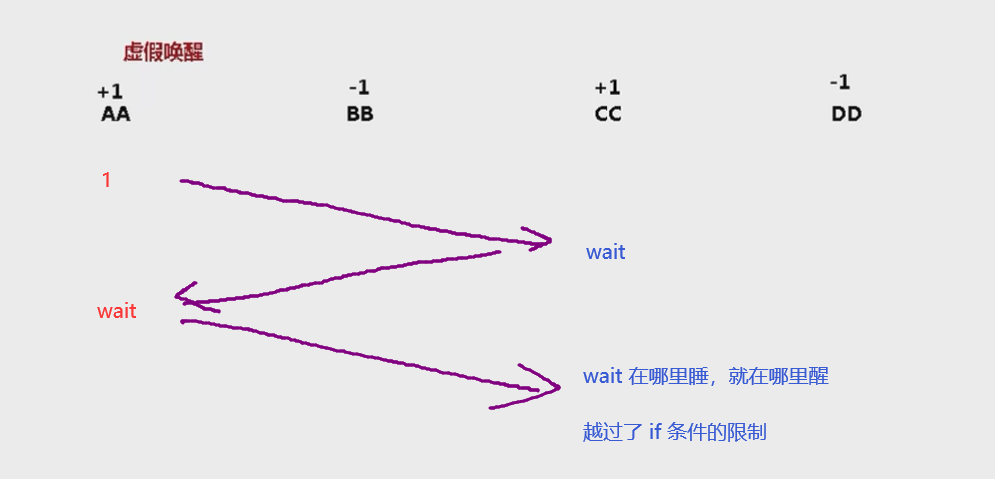 虚假唤醒
+1 -1 +1 -1
AA BB CC DD
1
wait
wait
wait 在哪里睡，就在哪里醒
越过了 if 条件的限制